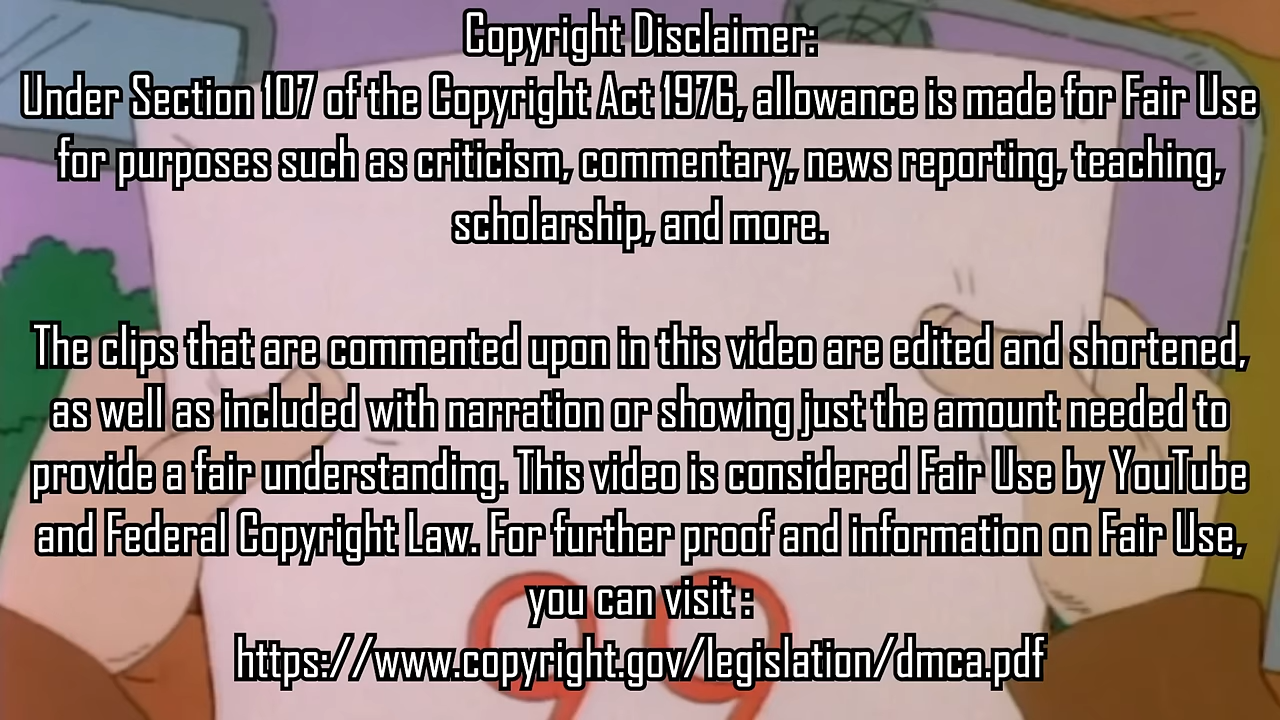 Copyright Disclaimer:
Under Section 107 of the Copyright Act 1976, allowance is made for Fair Use
for purposes such as criticism, commentary, news reporting, teaching,
scholarship, and more.
The clips that are commented upon in this video are edited and shortened,
as well as included with narration or showing just the amount needed to
provide a fair understanding. This video is considered Fair Use by YouTube
and Federal Copyright Law. For further proof and information on Fair Use,
you can visit :
https://www.copyright.gov/legislation/dmca.pdf